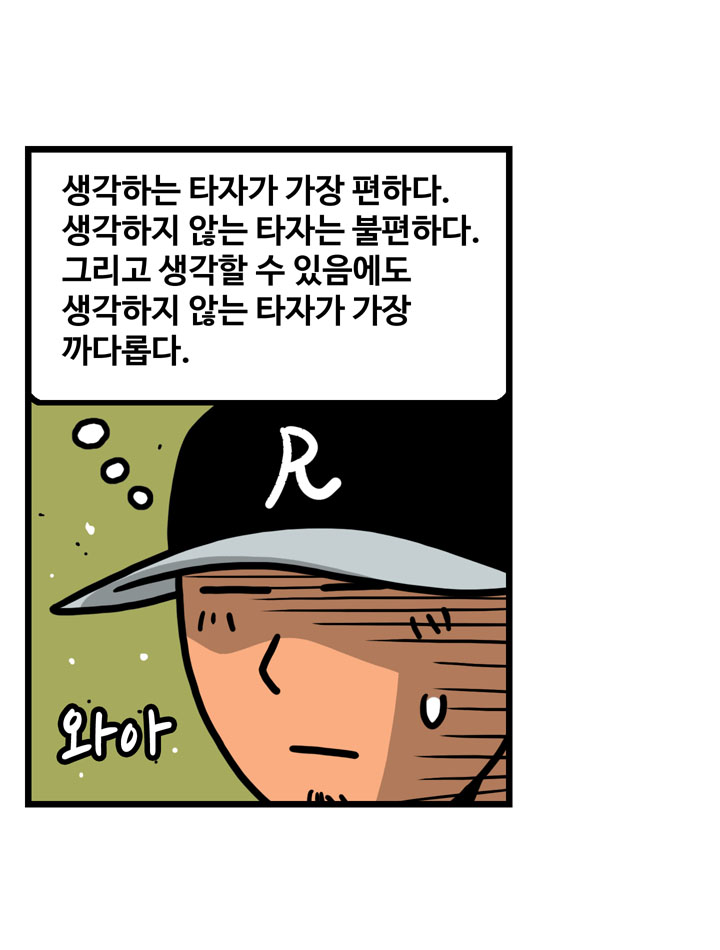 생각하는 타자가 가장 편하다.
생각하지 않는 타자는 불편하다.
그리고 생각할 수 있음에도
생각하지 않는 타자가 가장
까다롭다.
R
와아